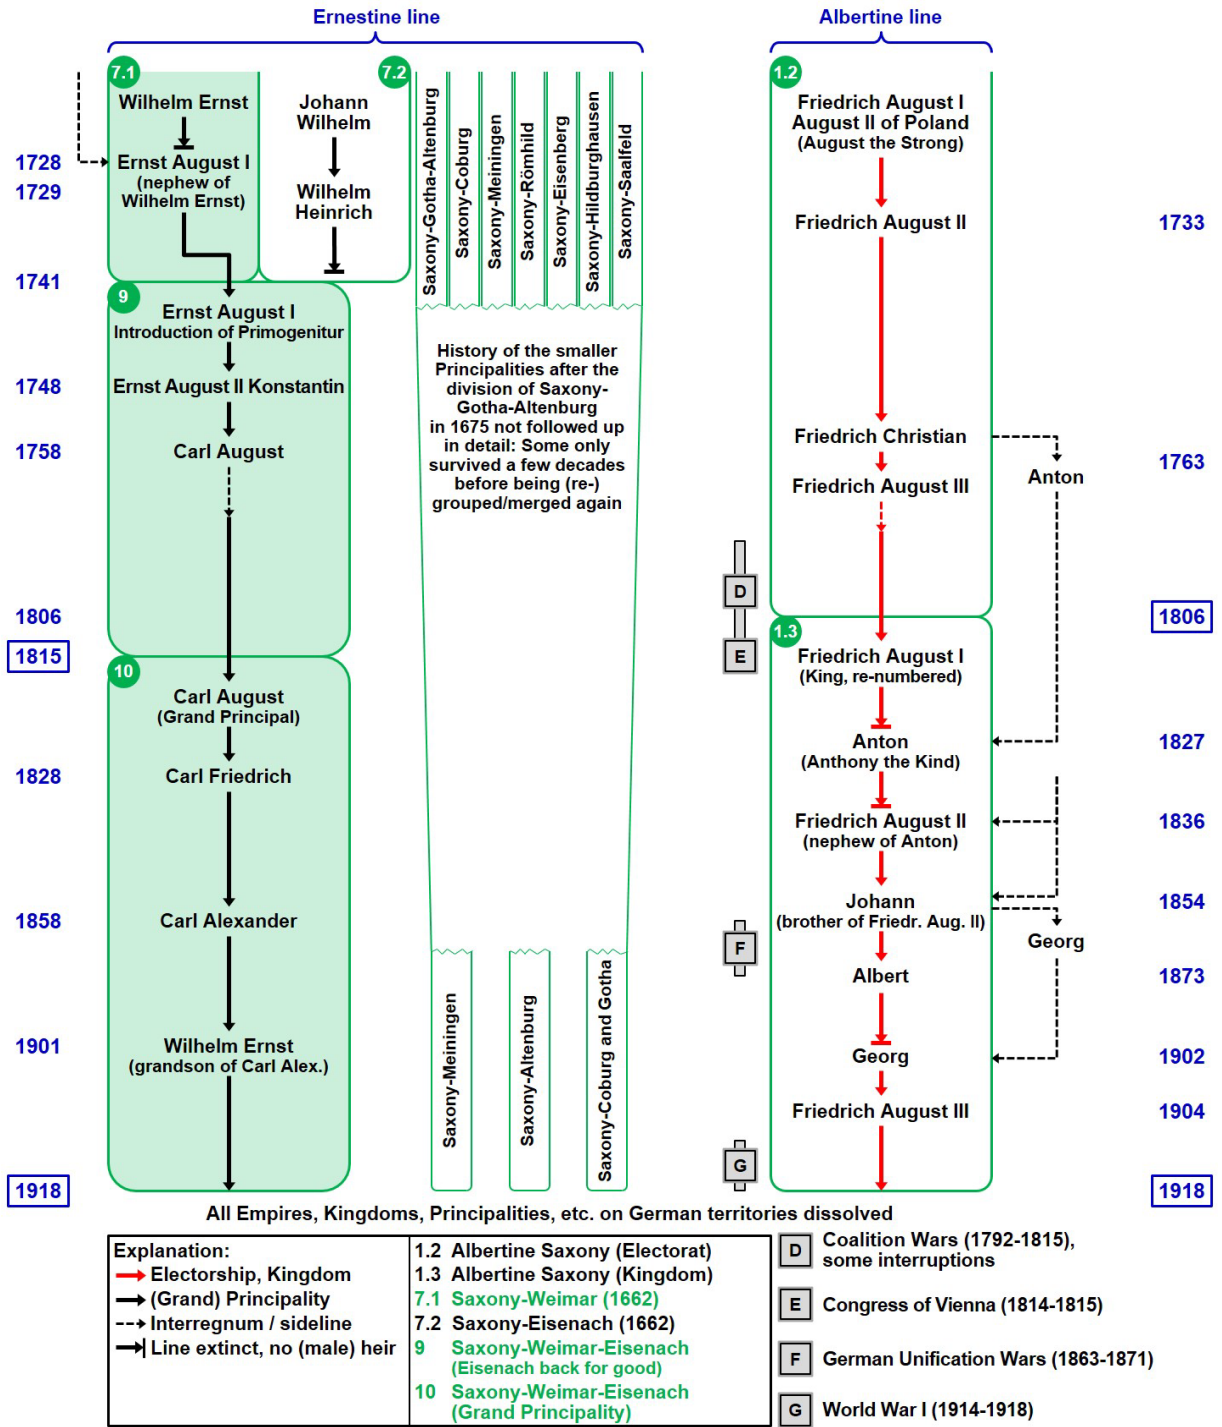 Ernestine line
Albertine line
7.1
7.2
1.2
Wilhelm Ernst
Ernst August I
(nephew of
Wilhelm Ernst)
Johann
Wilhelm
Wilhelm
Heinrich
Saxony-Gotha-Altenburg
Saxony-Coburg
Saxony-Meiningen
Saxony-Römhild
Saxony-Eisenberg
Saxony-Hildburghausen
Saxony-Saalfeld
Friedrich August I
August II of Poland
(August the Strong)
Friedrich August II
1728
1729
1733
1741
9
Ernst August I
Introduction of Primogenitur
1748
Ernst August II Konstantin
1758
Carl August
History of the smaller
Principalities after the
division of Saxony-
Gotha-Altenburg
in 1675 not followed up
in detail: Some only
survived a few decades
before being (re-)
grouped/merged again
Friedrich Christian
1763
Anton
Friedrich August III
D
1806
1806
1815
1.3
E
10
Friedrich August I
(King, re-numbered)
Carl August
(Grand Principal)
Anton
(Anthony the Kind)
1827
1828
Carl Friedrich
Friedrich August II
(nephew of Anton)
1836
Johann
(brother of Friedr. Aug. II)
1854
1858
Carl Alexander
F
Georg
Albert
1873
1901
Wilhelm Ernst
(grandson of Carl Alex.)
Saxony-Meiningen
Saxony-Altenburg
Saxony-Coburg and Gotha
Georg
1902
Friedrich August III
1904
G
1918
1918
All Empires, Kingdoms, Principalities, etc. on German territories dissolved
Explanation:
Electorship, Kingdom
(Grand) Principality
Interregnum / sideline
Line extinct, no (male) heir
1.2 Albertine Saxony (Electorat)
1.3 Albertine Saxony (Kingdom)
7.1 Saxony-Weimar (1662)
7.2 Saxony-Eisenach (1662)
9 Saxony-Weimar-Eisenach
(Eisenach back for good)
10 Saxony-Weimar-Eisenach
(Grand Principality)
D Coalition Wars (1792-1815),
some interruptions
E Congress of Vienna (1814-1815)
F German Unification Wars (1863-1871)
G World War I (1914-1918)